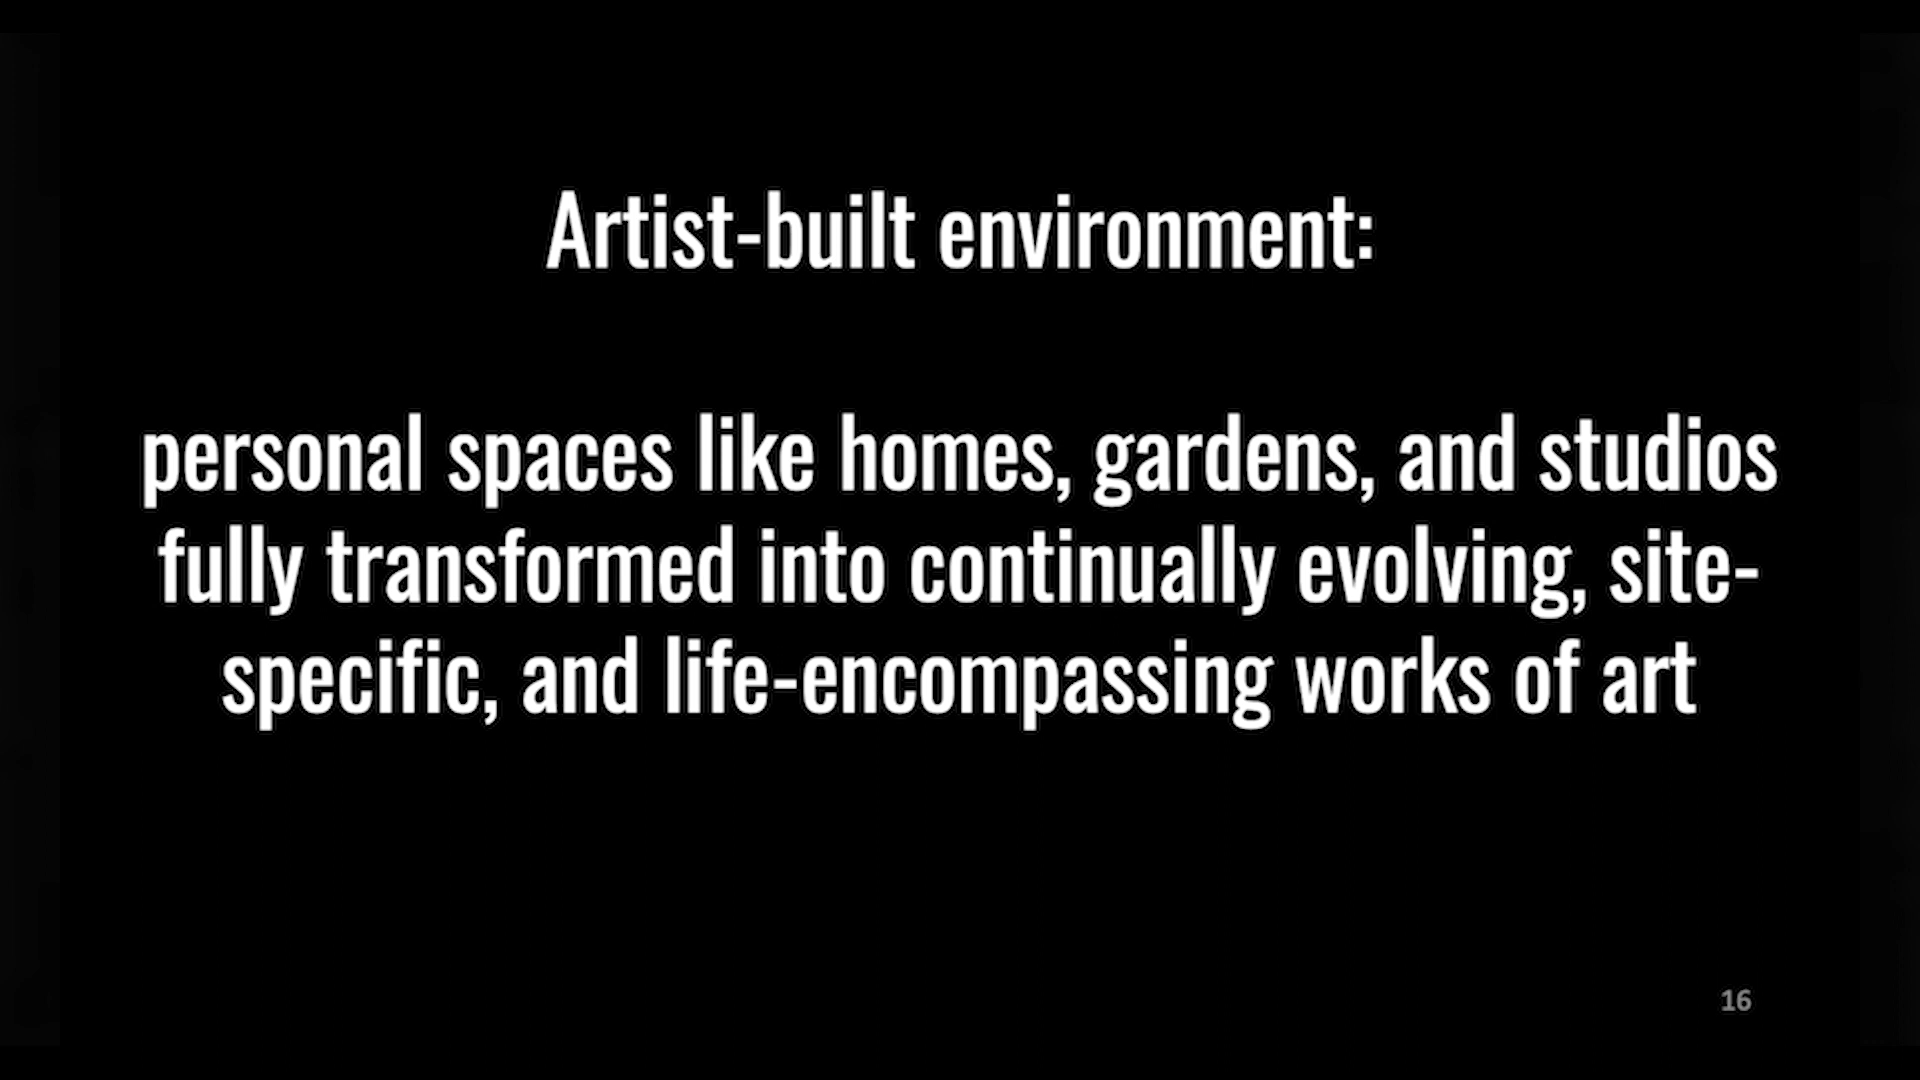 Artist-built environment:
personal spaces like homes, gardens, and studios
fully transformed into continually evolving, site-
specific, and life-encompassing works of art
16